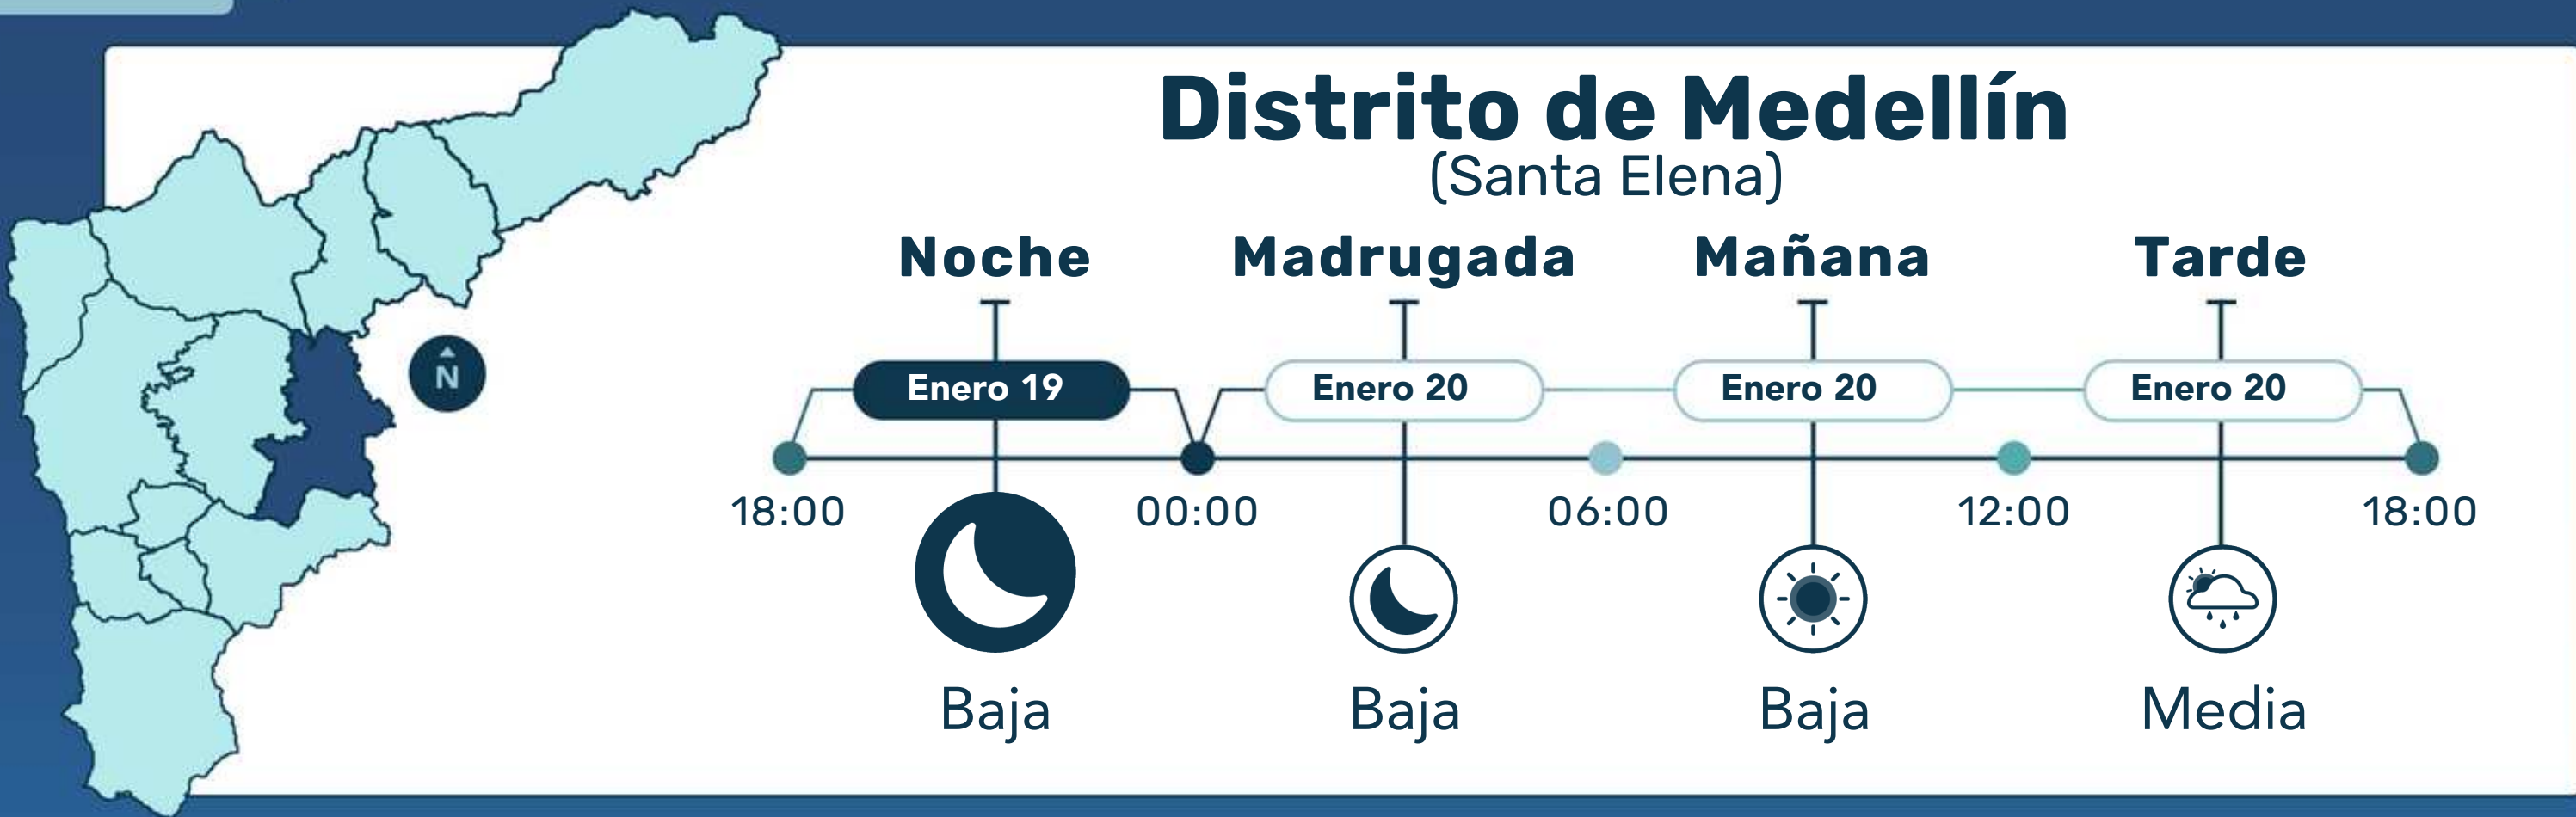 Distrito de Medellín
(Santa Elena)
Noche Madrugada Mañana Tarde
Enero 19 Enero 20 Enero 20 Enero 20
N
18:00 00:00 06:00 12:00 18:00
Baja Baja Baja Media